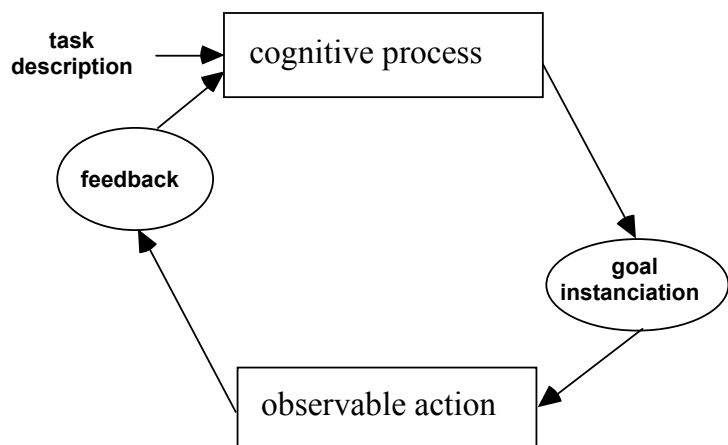 task
description
cognitive process
feedback
goal
instanciation
observable action